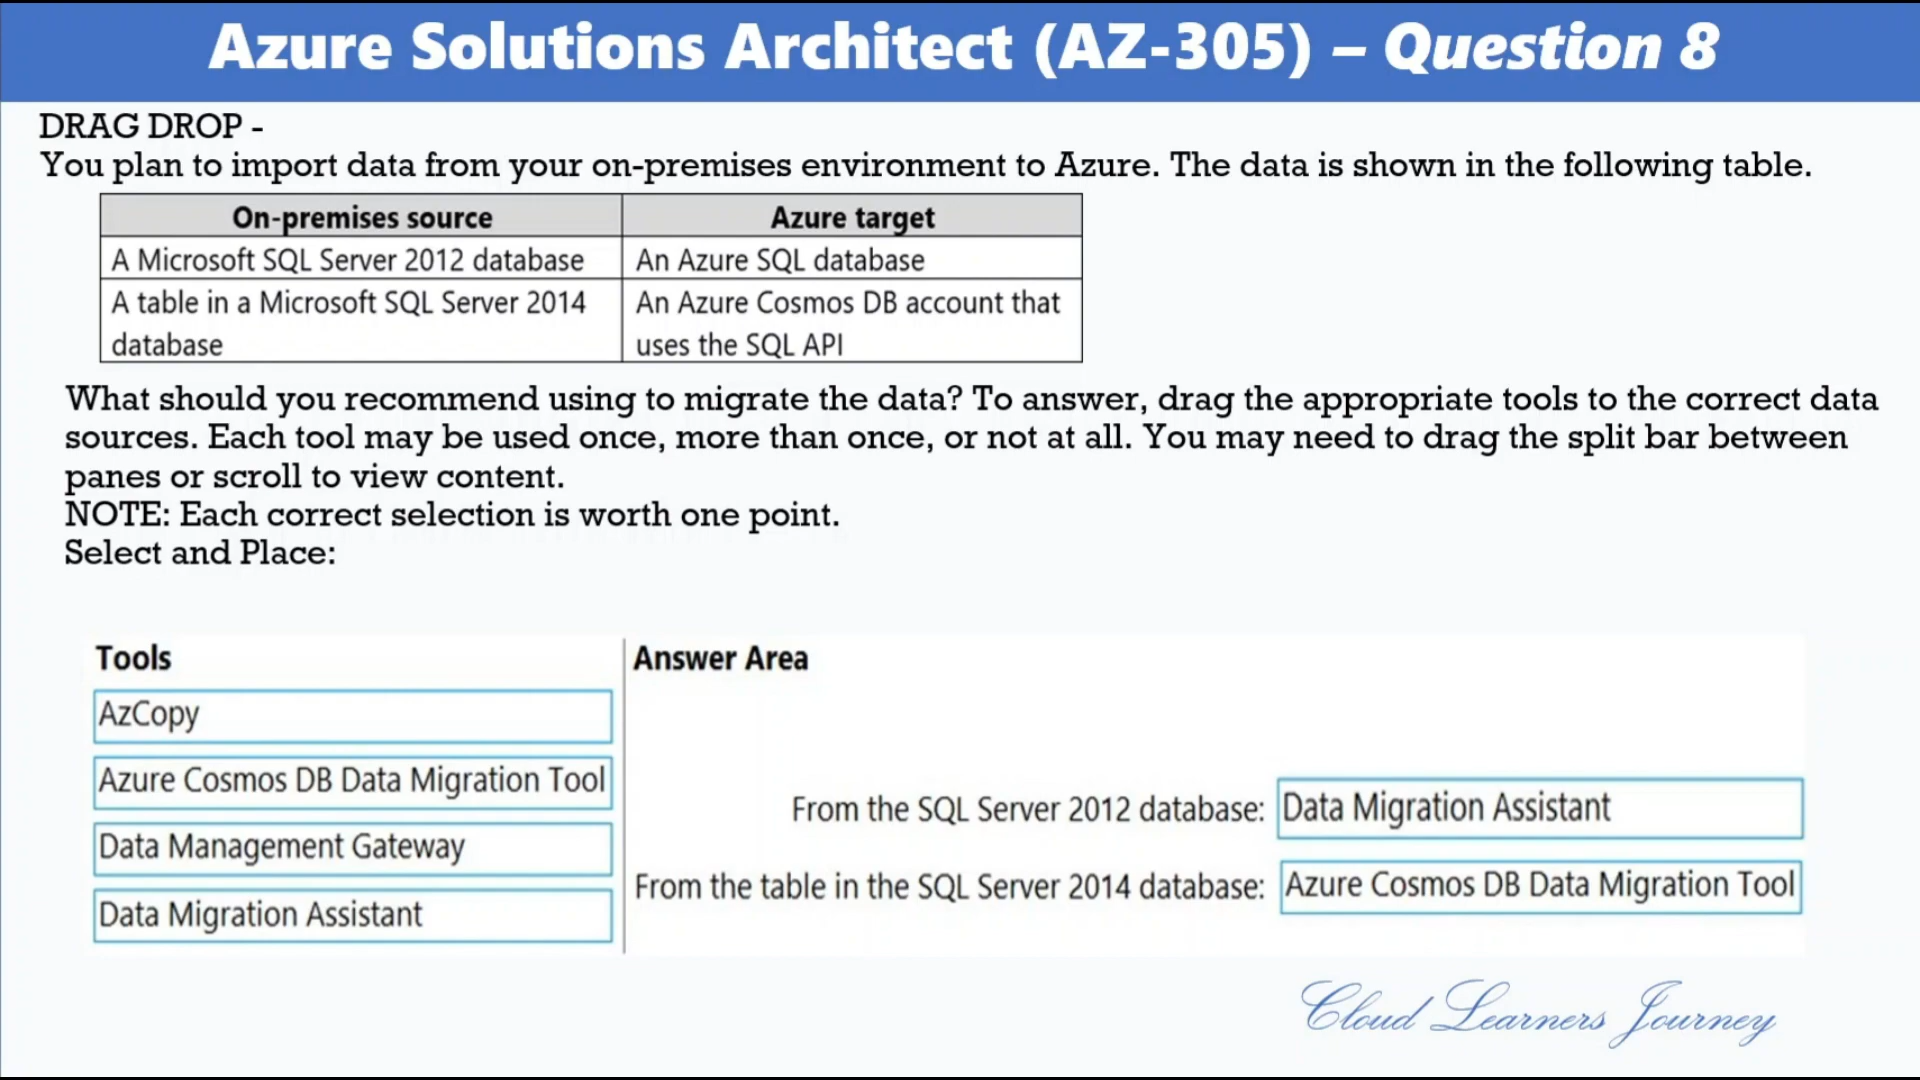 Azure Solutions Architect (AZ-305) – Question 8
DRAG DROP -
You plan to import data from your on-premises environment to Azure. The data is shown in the following table.
On-premises source
Azure target
A Microsoft SQL Server 2012 database
An Azure SQL database
A table in a Microsoft SQL Server 2014
database
An Azure Cosmos DB account that
uses the SQL API
What should you recommend using to migrate the data? To answer, drag the appropriate tools to the correct data
sources. Each tool may be used once, more than once, or not at all. You may need to drag the split bar between
panes or scroll to view content.
NOTE: Each correct selection is worth one point.
Select and Place:
Tools
AzCopy
Azure Cosmos DB Data Migration Tool
Data Management Gateway
Data Migration Assistant
Answer Area
From the SQL Server 2012 database:
Data Migration Assistant
From the table in the SQL Server 2014 database:
Azure Cosmos DB Data Migration Tool
Cloud Learners Journey